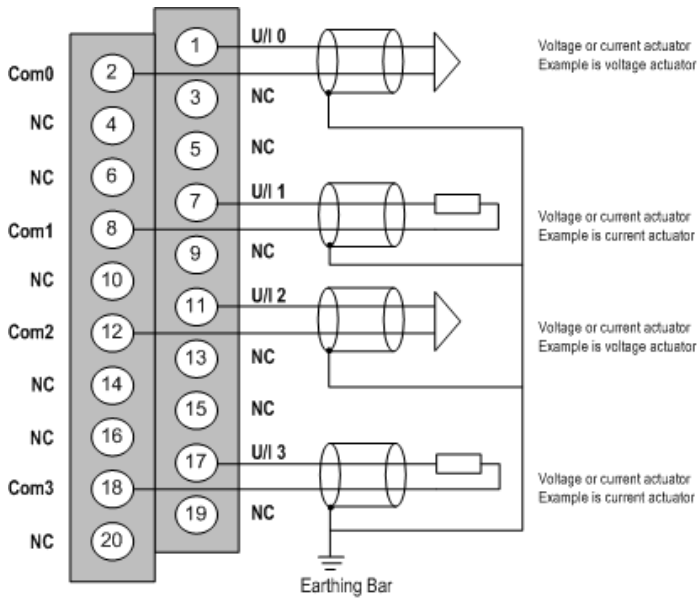 1 U/I 0
Voltage or current actuator
Example is voltage actuator
Com0 2
3 NC
NC 4
5 NC
NC 6
7 U/I 1
Voltage or current actuator
Example is current actuator
Com1 8
9 NC
NC 10
11 U/I 2
Voltage or current actuator
Example is voltage actuator
Com2 12
13 NC
NC 14
15 NC
NC 16
17 U/I 3
Voltage or current actuator
Example is current actuator
Com3 18
19 NC
NC 20
Earthing Bar